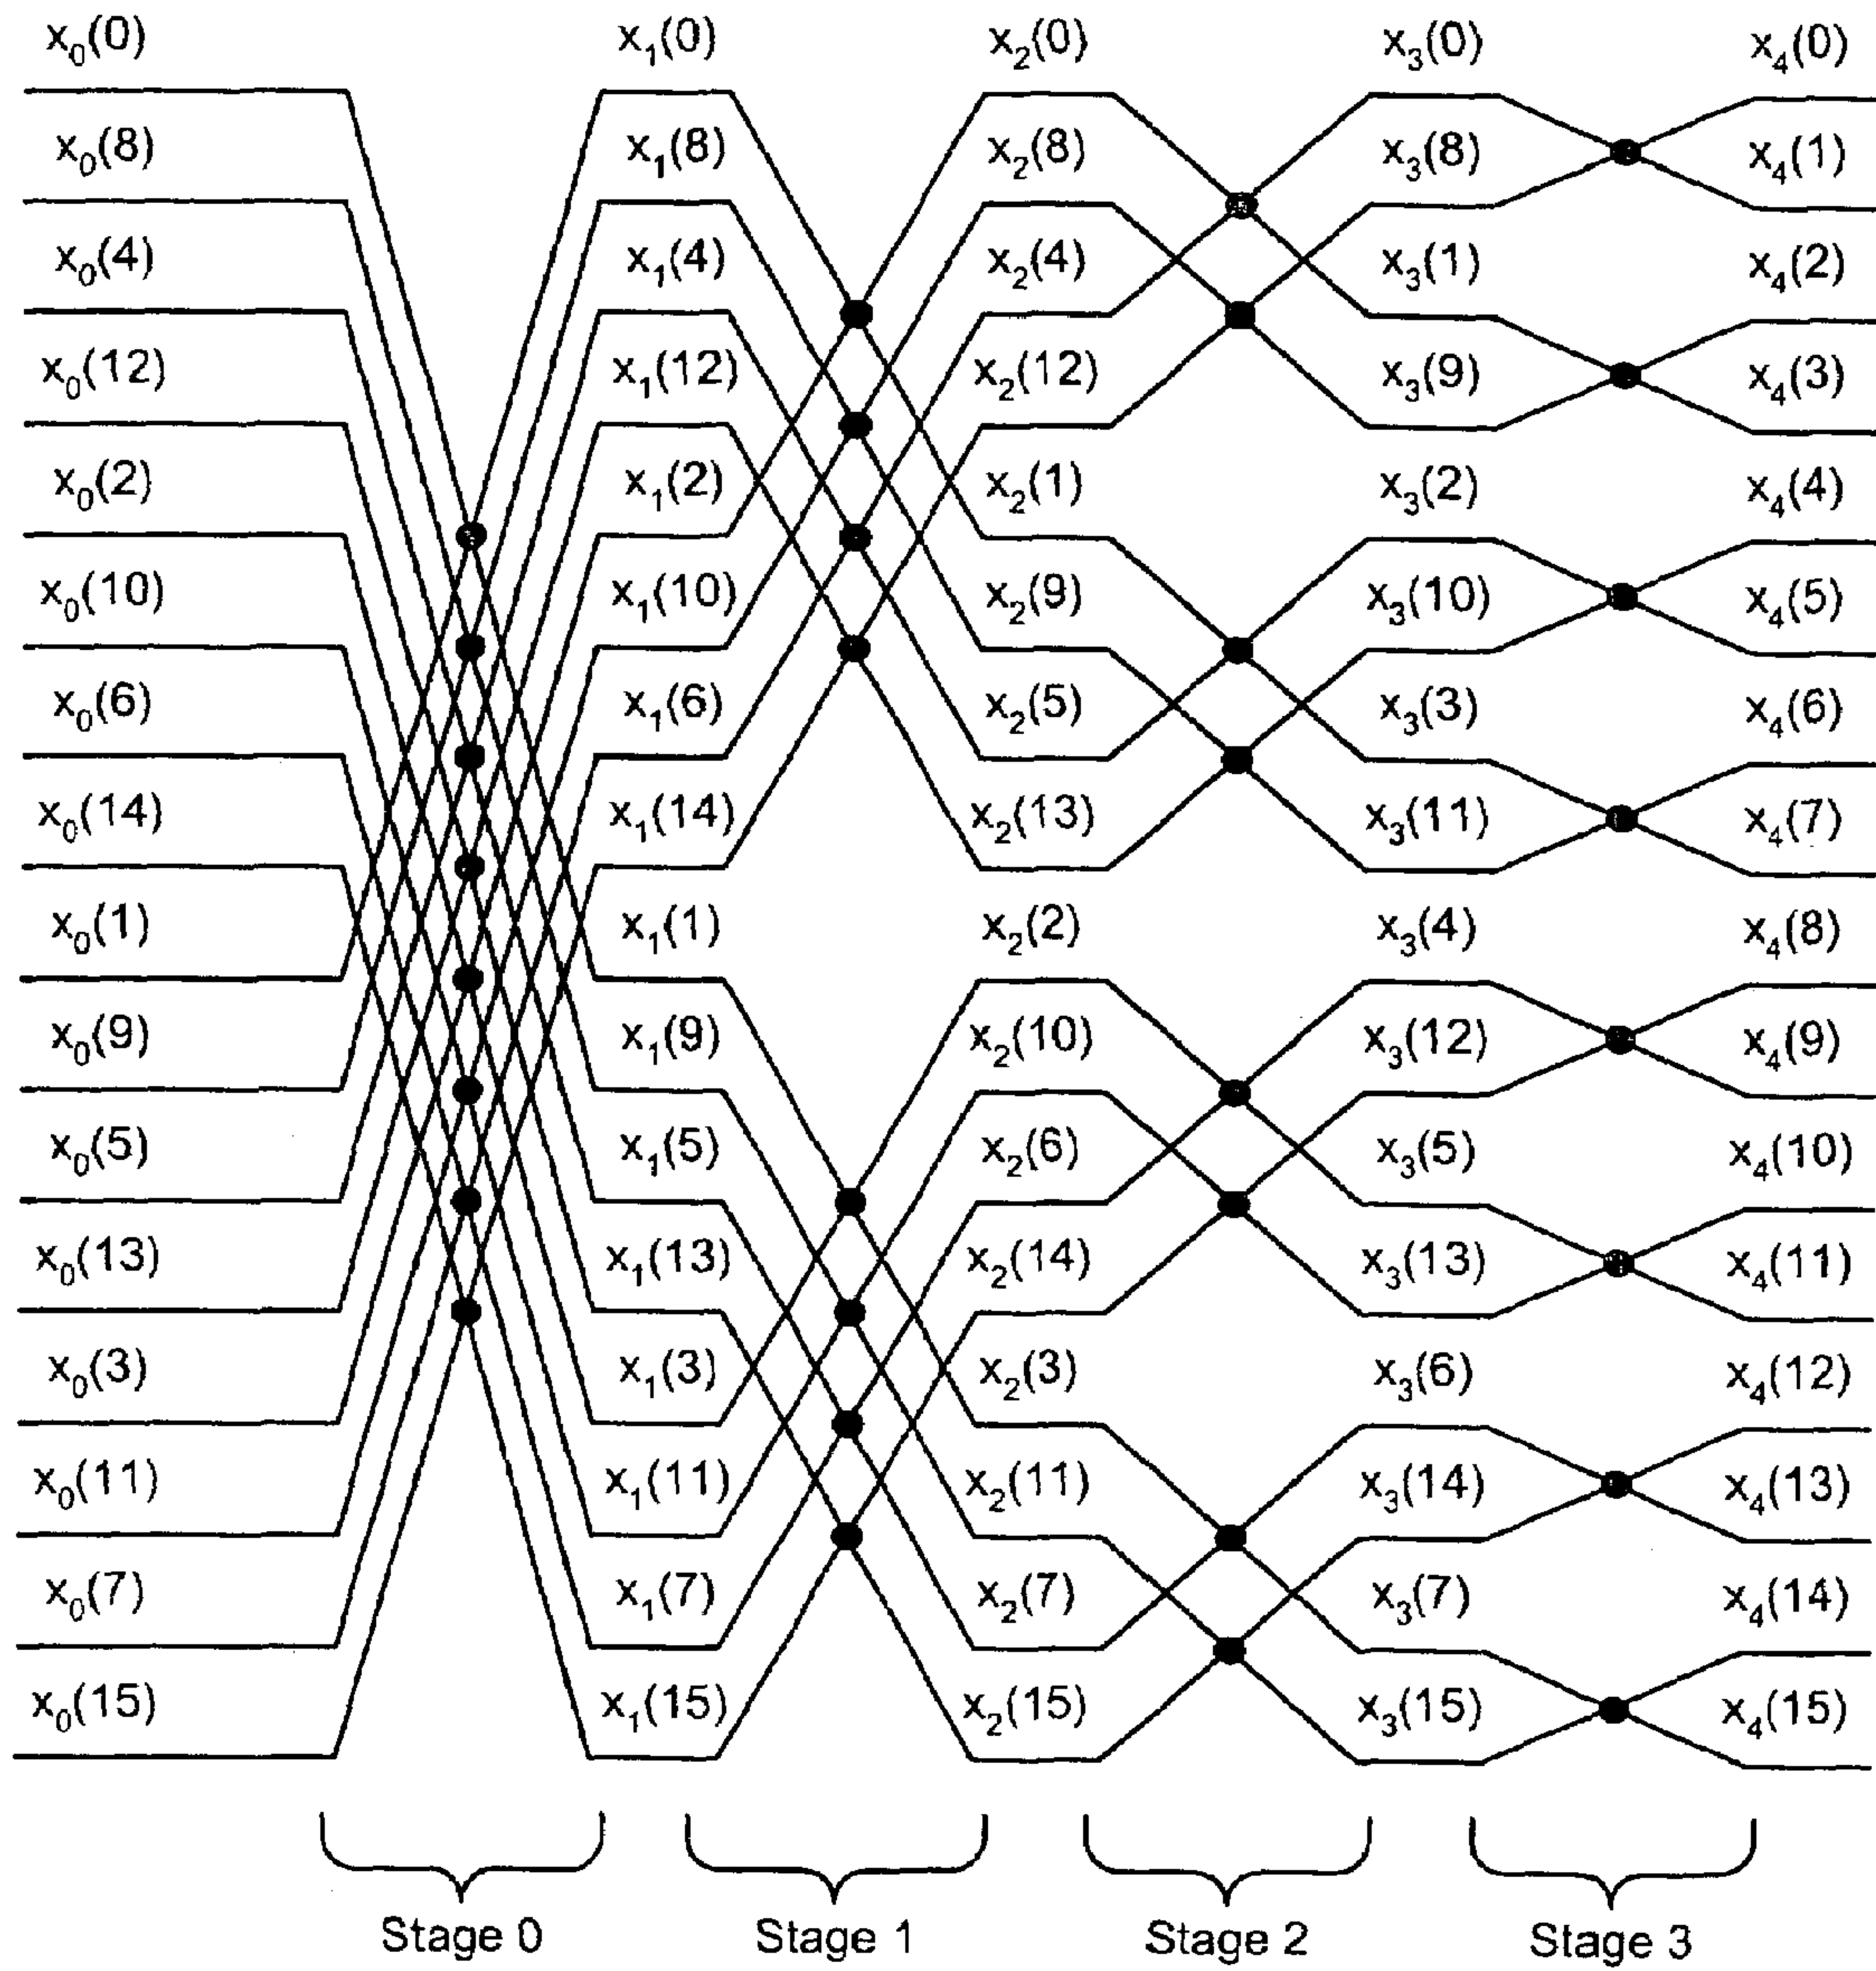 x₀(0) x₁(0) x₂(0) x₃(0) x₄(0)
x₀(8) x₁(8) x₂(8) x₃(8) x₄(1)
x₀(4) x₁(4) x₂(4) x₃(1) x₄(2)
x₀(12) x₁(12) x₂(12) x₃(9) x₄(3)
x₀(2) x₁(2) x₂(1) x₃(2) x₄(4)
x₀(10) x₁(10) x₂(9) x₃(10) x₄(5)
x₀(6) x₁(6) x₂(5) x₃(3) x₄(6)
x₀(14) x₁(14) x₂(13) x₃(11) x₄(7)
x₀(1) x₁(1) x₂(2) x₃(4) x₄(8)
x₀(9) x₁(9) x₂(10) x₃(12) x₄(9)
x₀(5) x₁(5) x₂(6) x₃(5) x₄(10)
x₀(13) x₁(13) x₂(14) x₃(13) x₄(11)
x₀(3) x₁(3) x₂(3) x₃(6) x₄(12)
x₀(11) x₁(11) x₂(11) x₃(14) x₄(13)
x₀(7) x₁(7) x₂(7) x₃(7) x₄(14)
x₀(15) x₁(15) x₂(15) x₃(15) x₄(15)
Stage 0 Stage 1 Stage 2 Stage 3